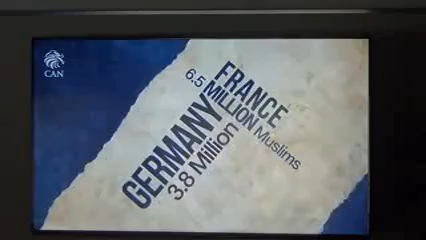 CAN
FRANCE
6.5 MILLION Muslims
GERMANY
3.8 Million